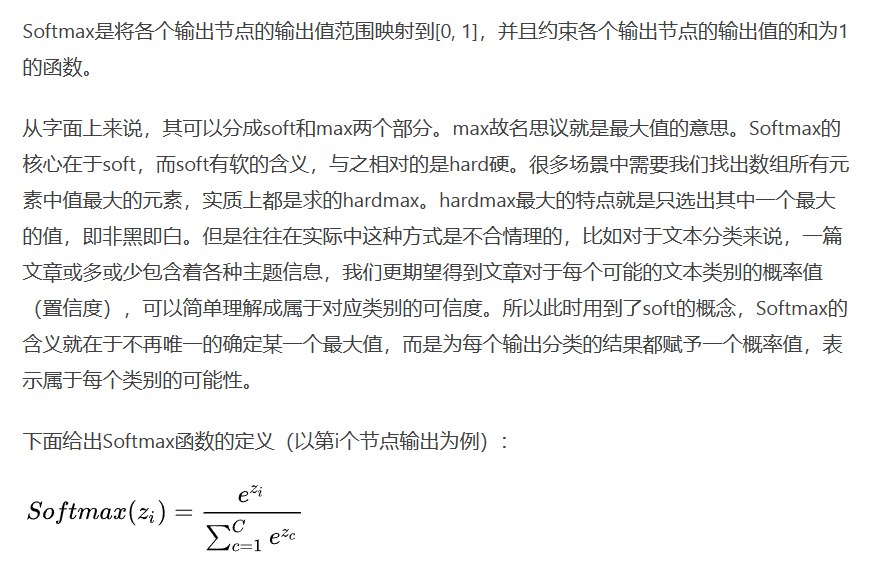 Softmax是将各个输出节点的输出值范围映射到[0, 1]，并且约束各个输出节点的输出值的和为1
的函数。
从字面上来说，其可以分成soft和max两个部分。max故名思议就是最大值的意思。Softmax的
核心在于soft，而soft有软的含义，与之相对的是hard硬。很多场景中需要我们找出数组所有元
素中值最大的元素，实质上都是求的hardmax。hardmax最大的特点就是只选出其中一个最大
的值，即非黑即白。但是往往在实际中这种方式是不合情理的，比如对于文本分类来说，一篇
文章或多或少包含着各种主题信息，我们更期望得到文章对于每个可能的文本类别的概率值
（置信度），可以简单理解成属于对应类别的可信度。所以此时用到了soft的概念，Softmax的
含义就在于不再唯一的确定某一个最大值，而是为每个输出分类的结果都赋予一个概率值，表
示属于每个类别的可能性。
下面给出Softmax函数的定义（以第i个节点输出为例）：
Softmax(z_i) = \frac{e^{z_i}}{\sum_{c=1}^{C} e^{z_c}}